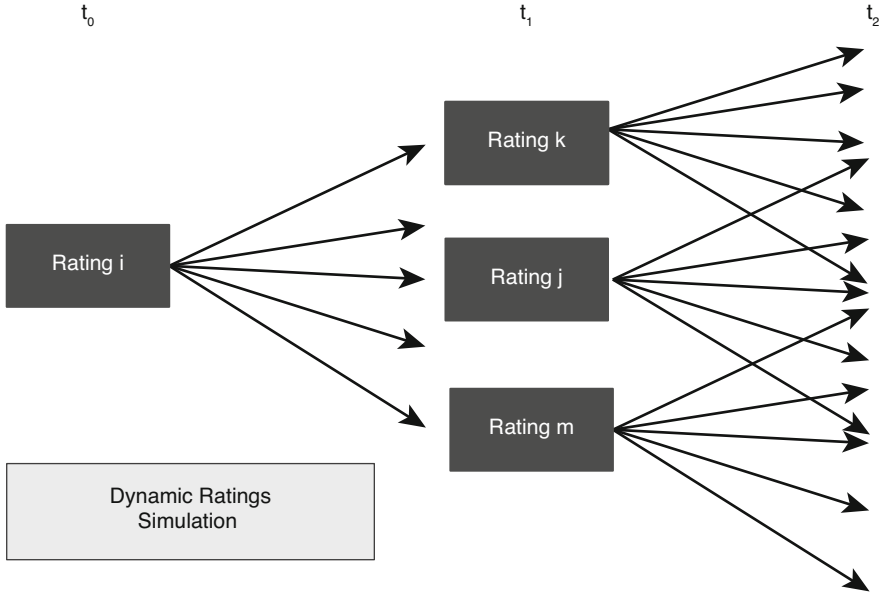 t₀ t₁ t₂
Rating k
Rating i
Rating j
Rating m
Dynamic Ratings
Simulation